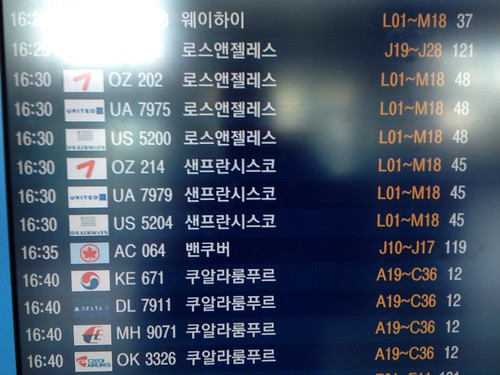 웨이하이 L01~M18 37
로스앤젤레스 J19~J28 121
16:30 OZ 202 로스앤젤레스 L01~M18 48
16:30 UNITED UA 7975 로스앤젤레스 L01~M18 48
16:30 US AIRWAYS US 5200 로스앤젤레스 L01~M18 48
16:30 OZ 214 샌프란시스코 L01~M18 45
16:30 UNITED UA 7979 샌프란시스코 L01~M18 45
16:30 US AIRWAYS US 5204 샌프란시스코 L01~M18 45
16:35 AC 064 밴쿠버 J10~J17 119
16:40 KE 671 쿠알라룸푸르 A19~C36 12
16:40 DELTA DL 7911 쿠알라룸푸르 A19~C36 12
16:40 MH 9071 쿠알라룸푸르 A19~C36 12
16:40 CZECH AIRLINES OK 3326 쿠알라룸푸르 A19~C36 12